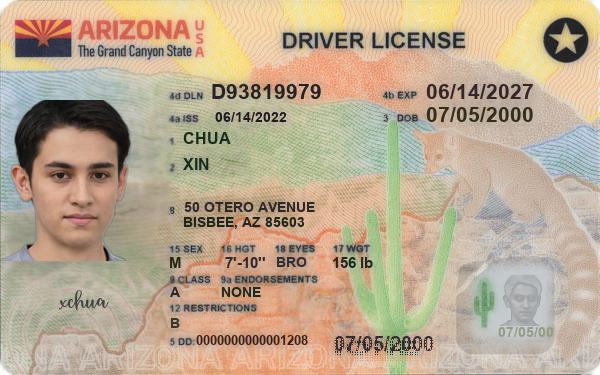 ARIZONA USA
The Grand Canyon State
DRIVER LICENSE
4d DLN D93819979 4b EXP 06/14/2027
4a ISS 06/14/2022 3 DOB 07/05/2000
1 CHUA
2 XIN
8 50 OTERO AVENUE
BISBEE, AZ 85603
15 SEX 16 HGT 18 EYES 17 WGT
M 7'-10" BRO 156 lb
9 CLASS 9a ENDORSEMENTS
A NONE
12 RESTRICTIONS
B
xchua
07/05/00
5 DD: 0000000000001208 07/05/2000
ONA ARIZONA ARIZONA ARIZONA ARIZONA